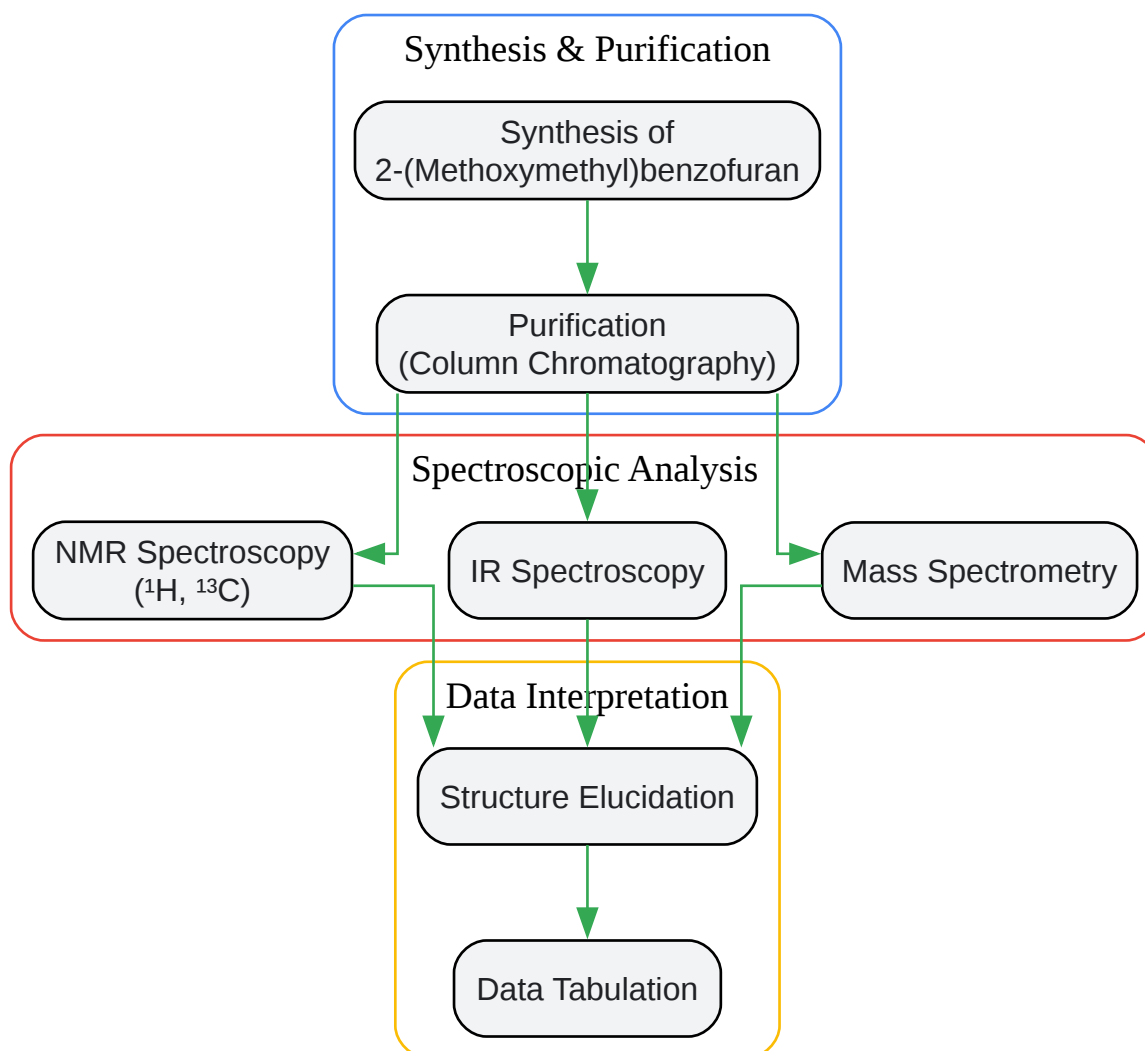 Synthesis & Purification
Synthesis of
2-(Methoxymethyl)benzofuran
Purification
(Column Chromatography)
Spectroscopic Analysis
NMR Spectroscopy
(¹H, ¹³C)
IR Spectroscopy
Mass Spectrometry
Data Interpretation
Structure Elucidation
Data Tabulation